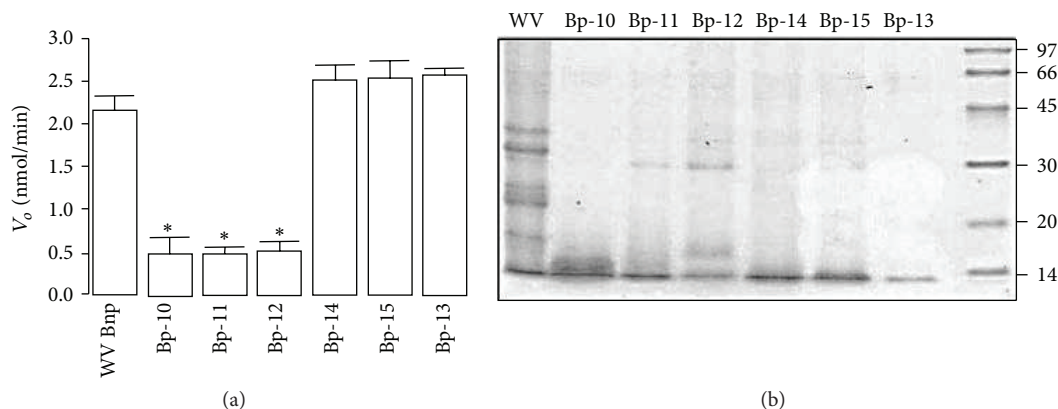 3.0
2.5
2.0
1.5
1.0
0.5
0.0
V_o (nmol/min)
* * *
WV Bnp
Bp-10
Bp-11
Bp-12
Bp-14
Bp-15
Bp-13
(a)
WV Bp-10 Bp-11 Bp-12 Bp-14 Bp-15 Bp-13
97
66
45
30
20
14
(b)